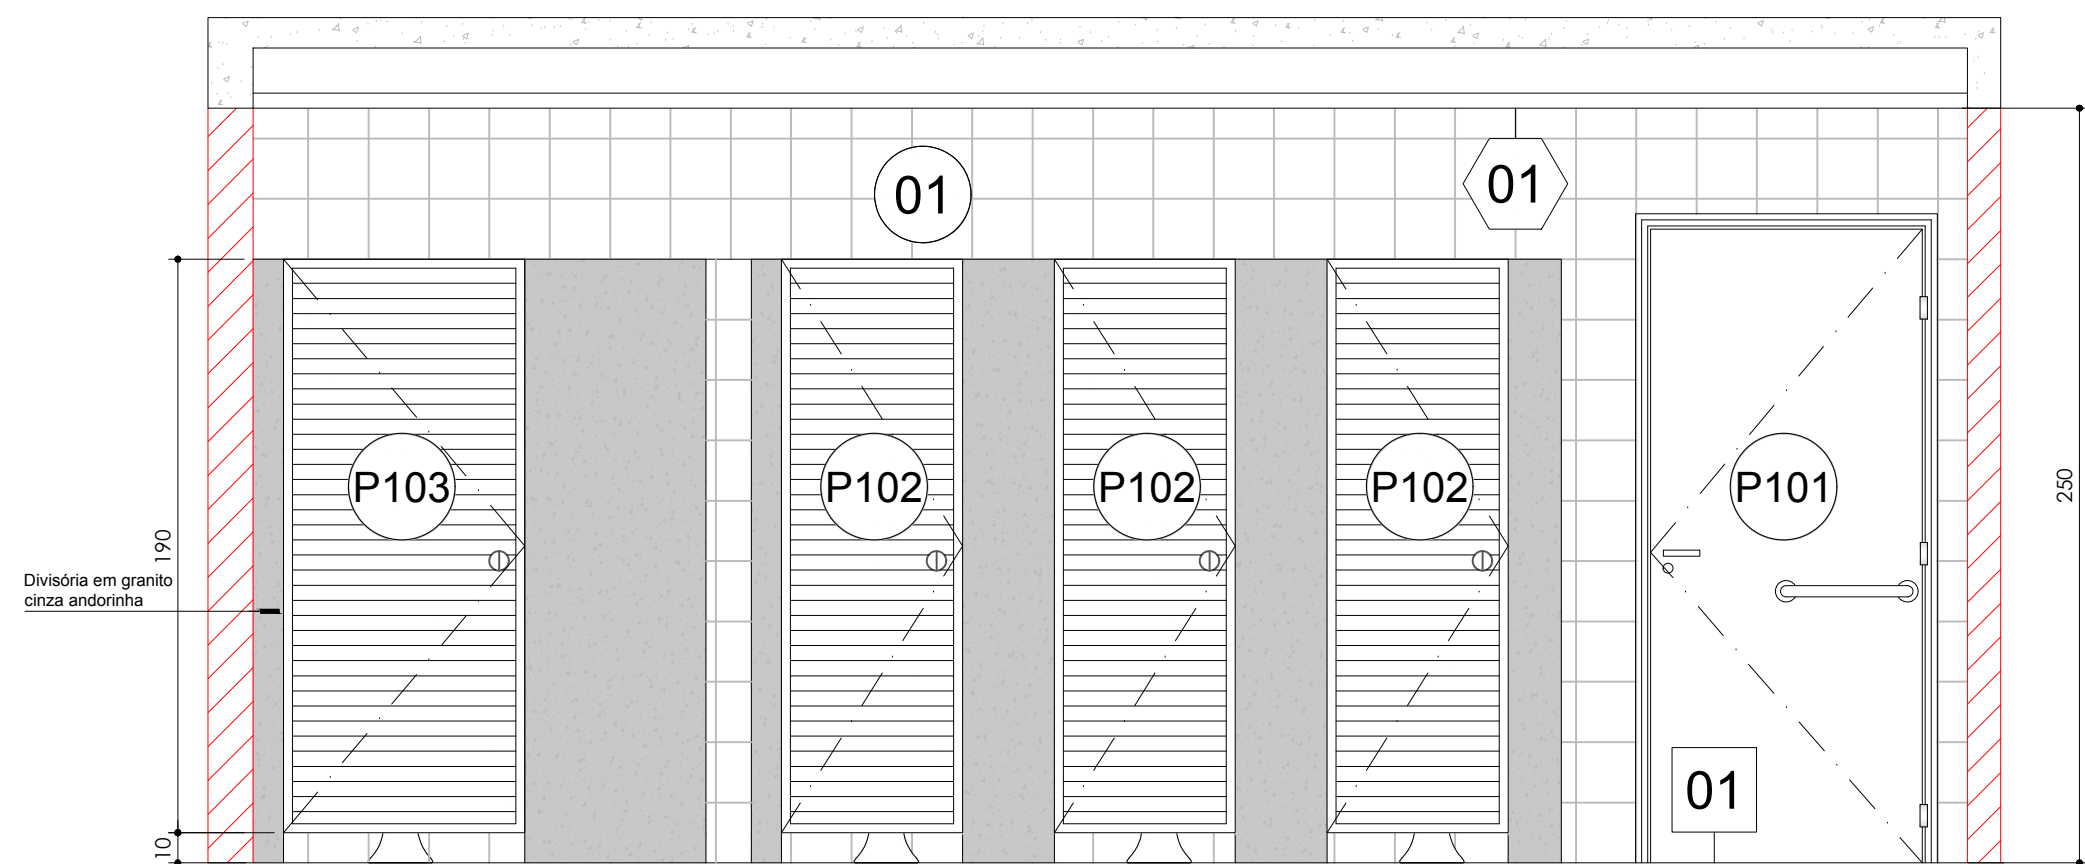 01
01
P103
P102
P102
P102
P101
250
190
Divisória em granito
cinza andorinha
01
10